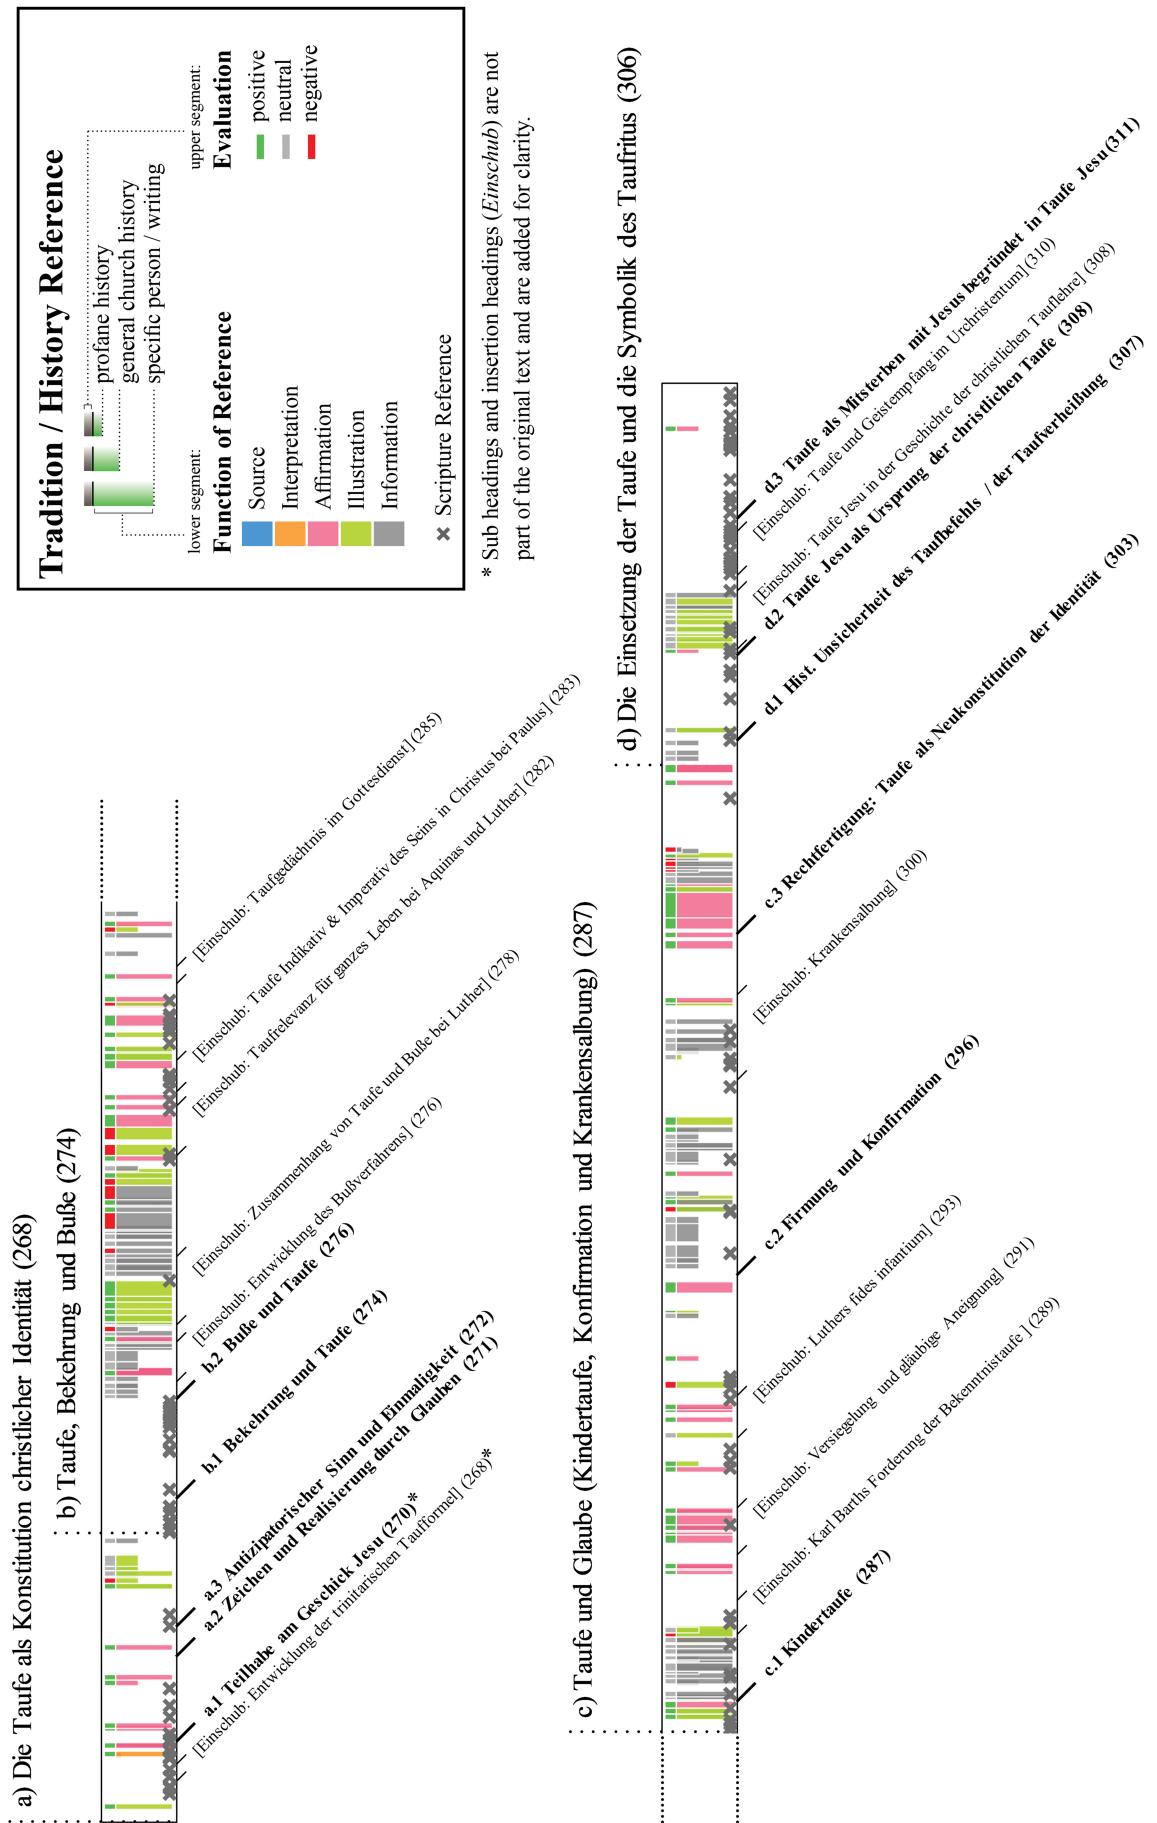 Tradition / History Reference
profane history
general church history
specific person / writing
lower segment:
Function of Reference
Source
Interpretation
Affirmation
Illustration
Information
Scripture Reference
upper segment:
Evaluation
positive
neutral
negative
* Sub headings and insertion headings (Einschub) are not
part of the original text and are added for clarity.
a) Die Taufe als Konstitution christlicher Identität (268)
b) Taufe, Bekehrung und Buße (274)
[Einschub: Entwicklung der trinitarischen Taufformel] (268)*
a.1 Teilhabe am Geschick Jesu (270)*
a.2 Zeichen und Realisierung durch Glauben (271)
a.3 Antizipatorischer Sinn und Einmaligkeit (272)
b.1 Bekehrung und Taufe (274)
b.2 Buße und Taufe (276)
[Einschub: Entwicklung des Bußverfahrens] (276)
[Einschub: Zusammenhang von Taufe und Buße bei Luther] (278)
[Einschub: Taufrelevanz für ganzes Leben bei Aquinas und Luther] (282)
[Einschub: Taufe Indikativ & Imperativ des Seins in Christus bei Paulus] (283)
[Einschub: Taufgedächtnis im Gottesdienst] (285)
c) Taufe und Glaube (Kindertaufe, Konfirmation und Krankensalbung) (287)
d) Die Einsetzung der Taufe und die Symbolik des Taufritus (306)
c.1 Kindertaufe (287)
[Einschub: Karl Barths Forderung der Bekenntnistaufe ] (289)
[Einschub: Versiegelung und gläubige Aneignung] (291)
[Einschub: Luthers fides infantium] (293)
c.2 Firmung und Konfirmation (296)
[Einschub: Krankensalbung] (300)
c.3 Rechtfertigung: Taufe als Neukonstitution der Identität (303)
d.1 Hist. Unsicherheit des Taufbefehls / der Taufverheißung (307)
d.2 Taufe Jesu als Ursprung der christlichen Taufe (308)
[Einschub: Taufe Jesu in der Geschichte der christlichen Tauflehre] (308)
[Einschub: Taufe und Geistempfang im Urchristentum] (310)
d.3 Taufe als Mitsterben mit Jesus begründet in Taufe Jesu (311)